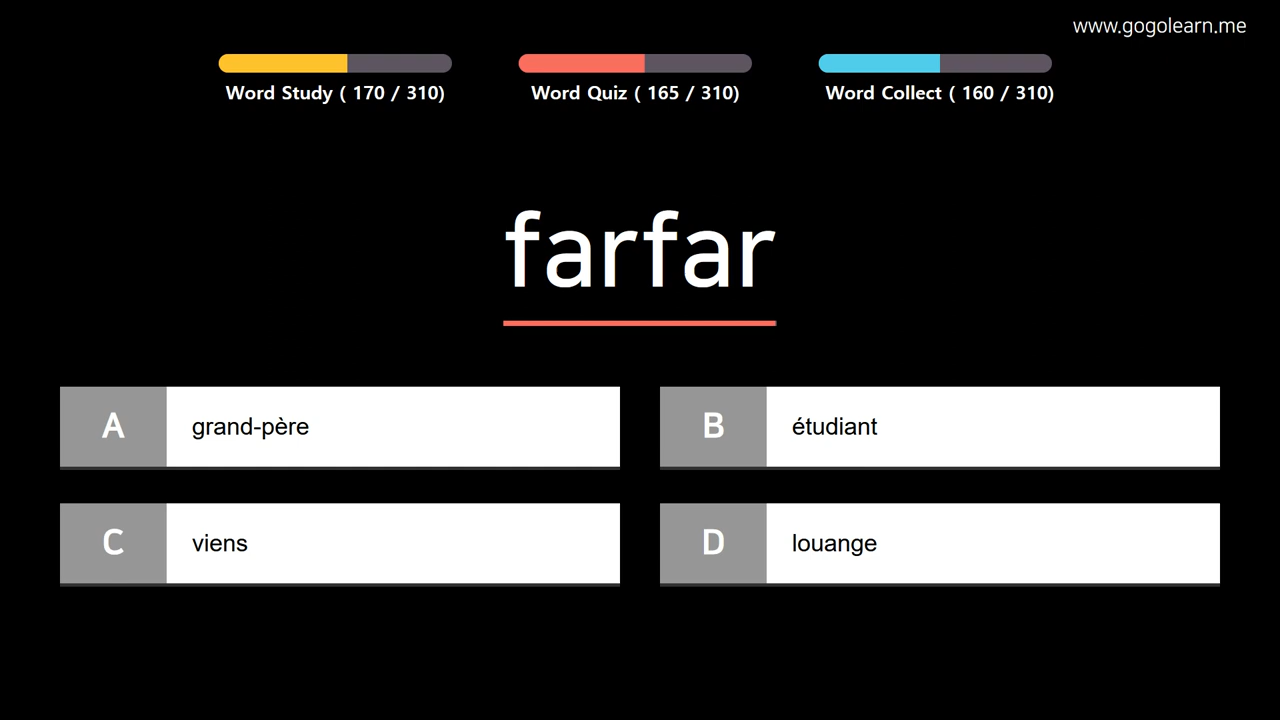 www.gogolearn.me
Word Study ( 170 / 310)
Word Quiz ( 165 / 310)
Word Collect ( 160 / 310)
farfar
A grand-père
B étudiant
C viens
D louange